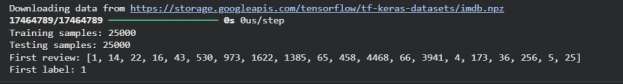 Downloading data from https://storage.googleapis.com/tensorflow/tf-keras-datasets/imdb.npz
17464789/17464789 ━━━━━━━━━━━━━━━━━━━━ 0s 0us/step
Training samples: 25000
Testing samples: 25000
First review: [1, 14, 22, 16, 43, 530, 973, 1622, 1385, 65, 458, 4468, 66, 3941, 4, 173, 36, 256, 5, 25]
First label: 1